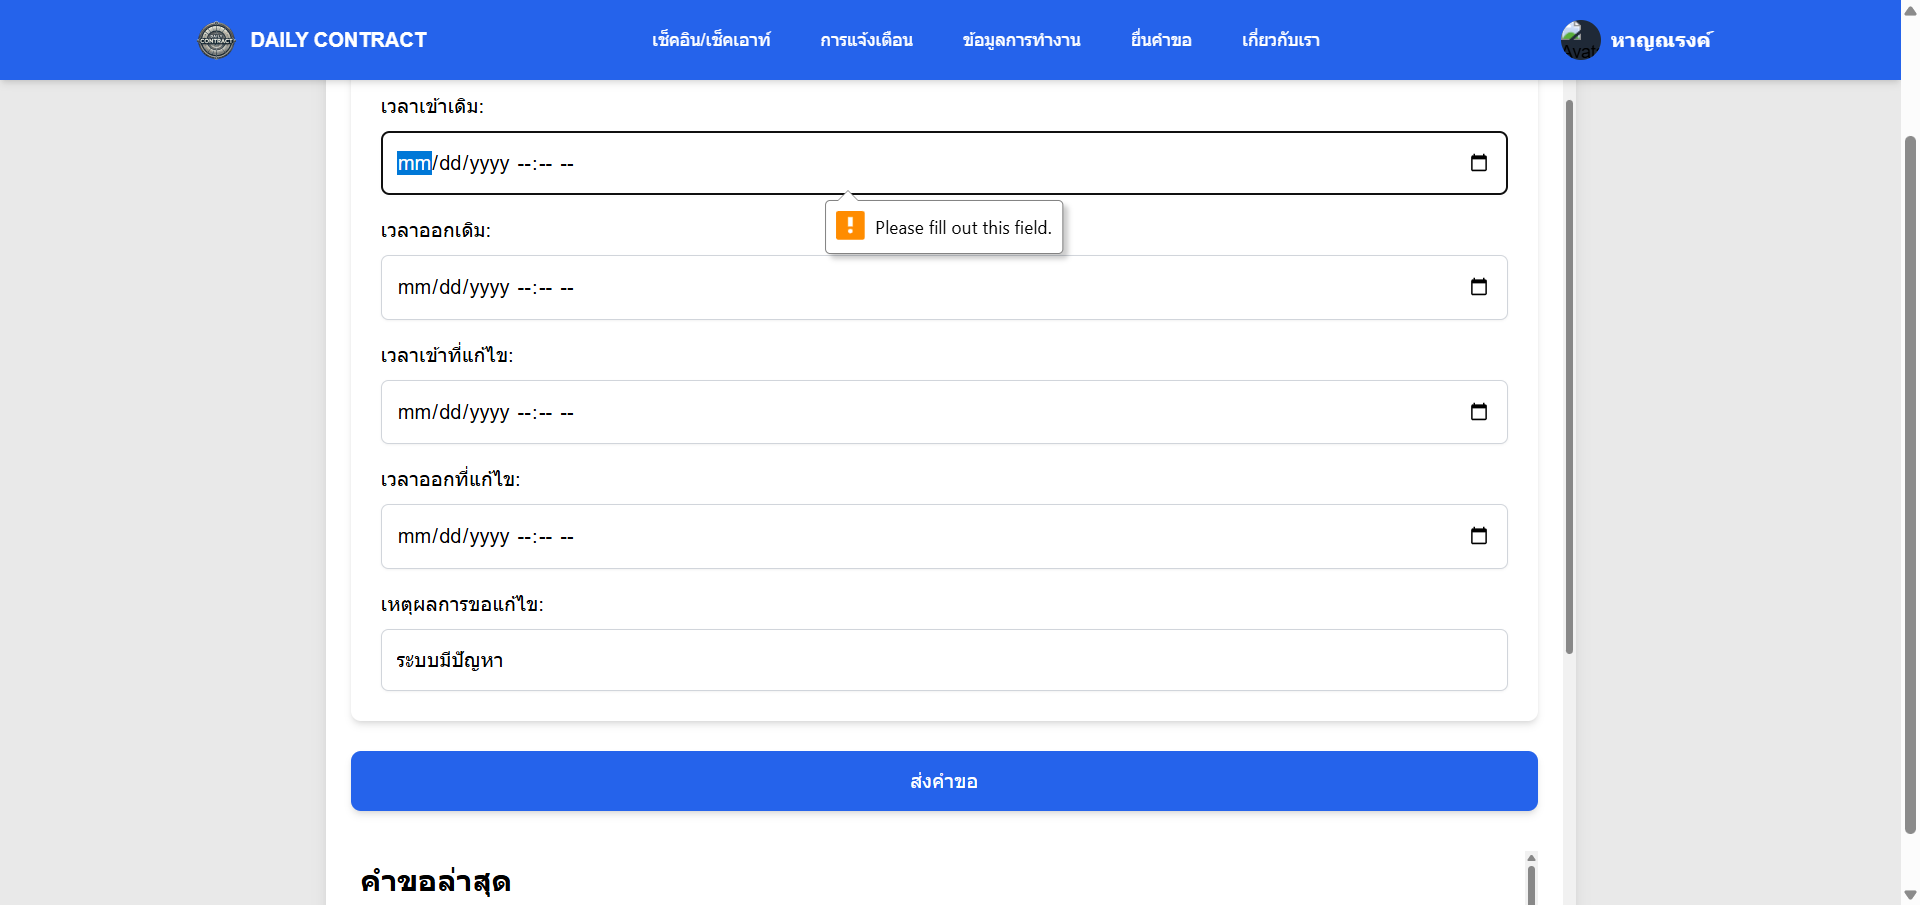 DAILY CONTRACT
เช็คอิน/เช็คเอาท์
การแจ้งเตือน
ข้อมูลการทำงาน
ยื่นคำขอ
เกี่ยวกับเรา
หาญณรงค์
เวลาเข้าเดิม:
mm/dd/yyyy --:-- --
Please fill out this field.
เวลาออกเดิม:
mm/dd/yyyy --:-- --
เวลาเข้าที่แก้ไข:
mm/dd/yyyy --:-- --
เวลาออกที่แก้ไข:
mm/dd/yyyy --:-- --
เหตุผลการขอแก้ไข:
ระบบมีปัญหา
ส่งคำขอ
คำขอล่าสุด